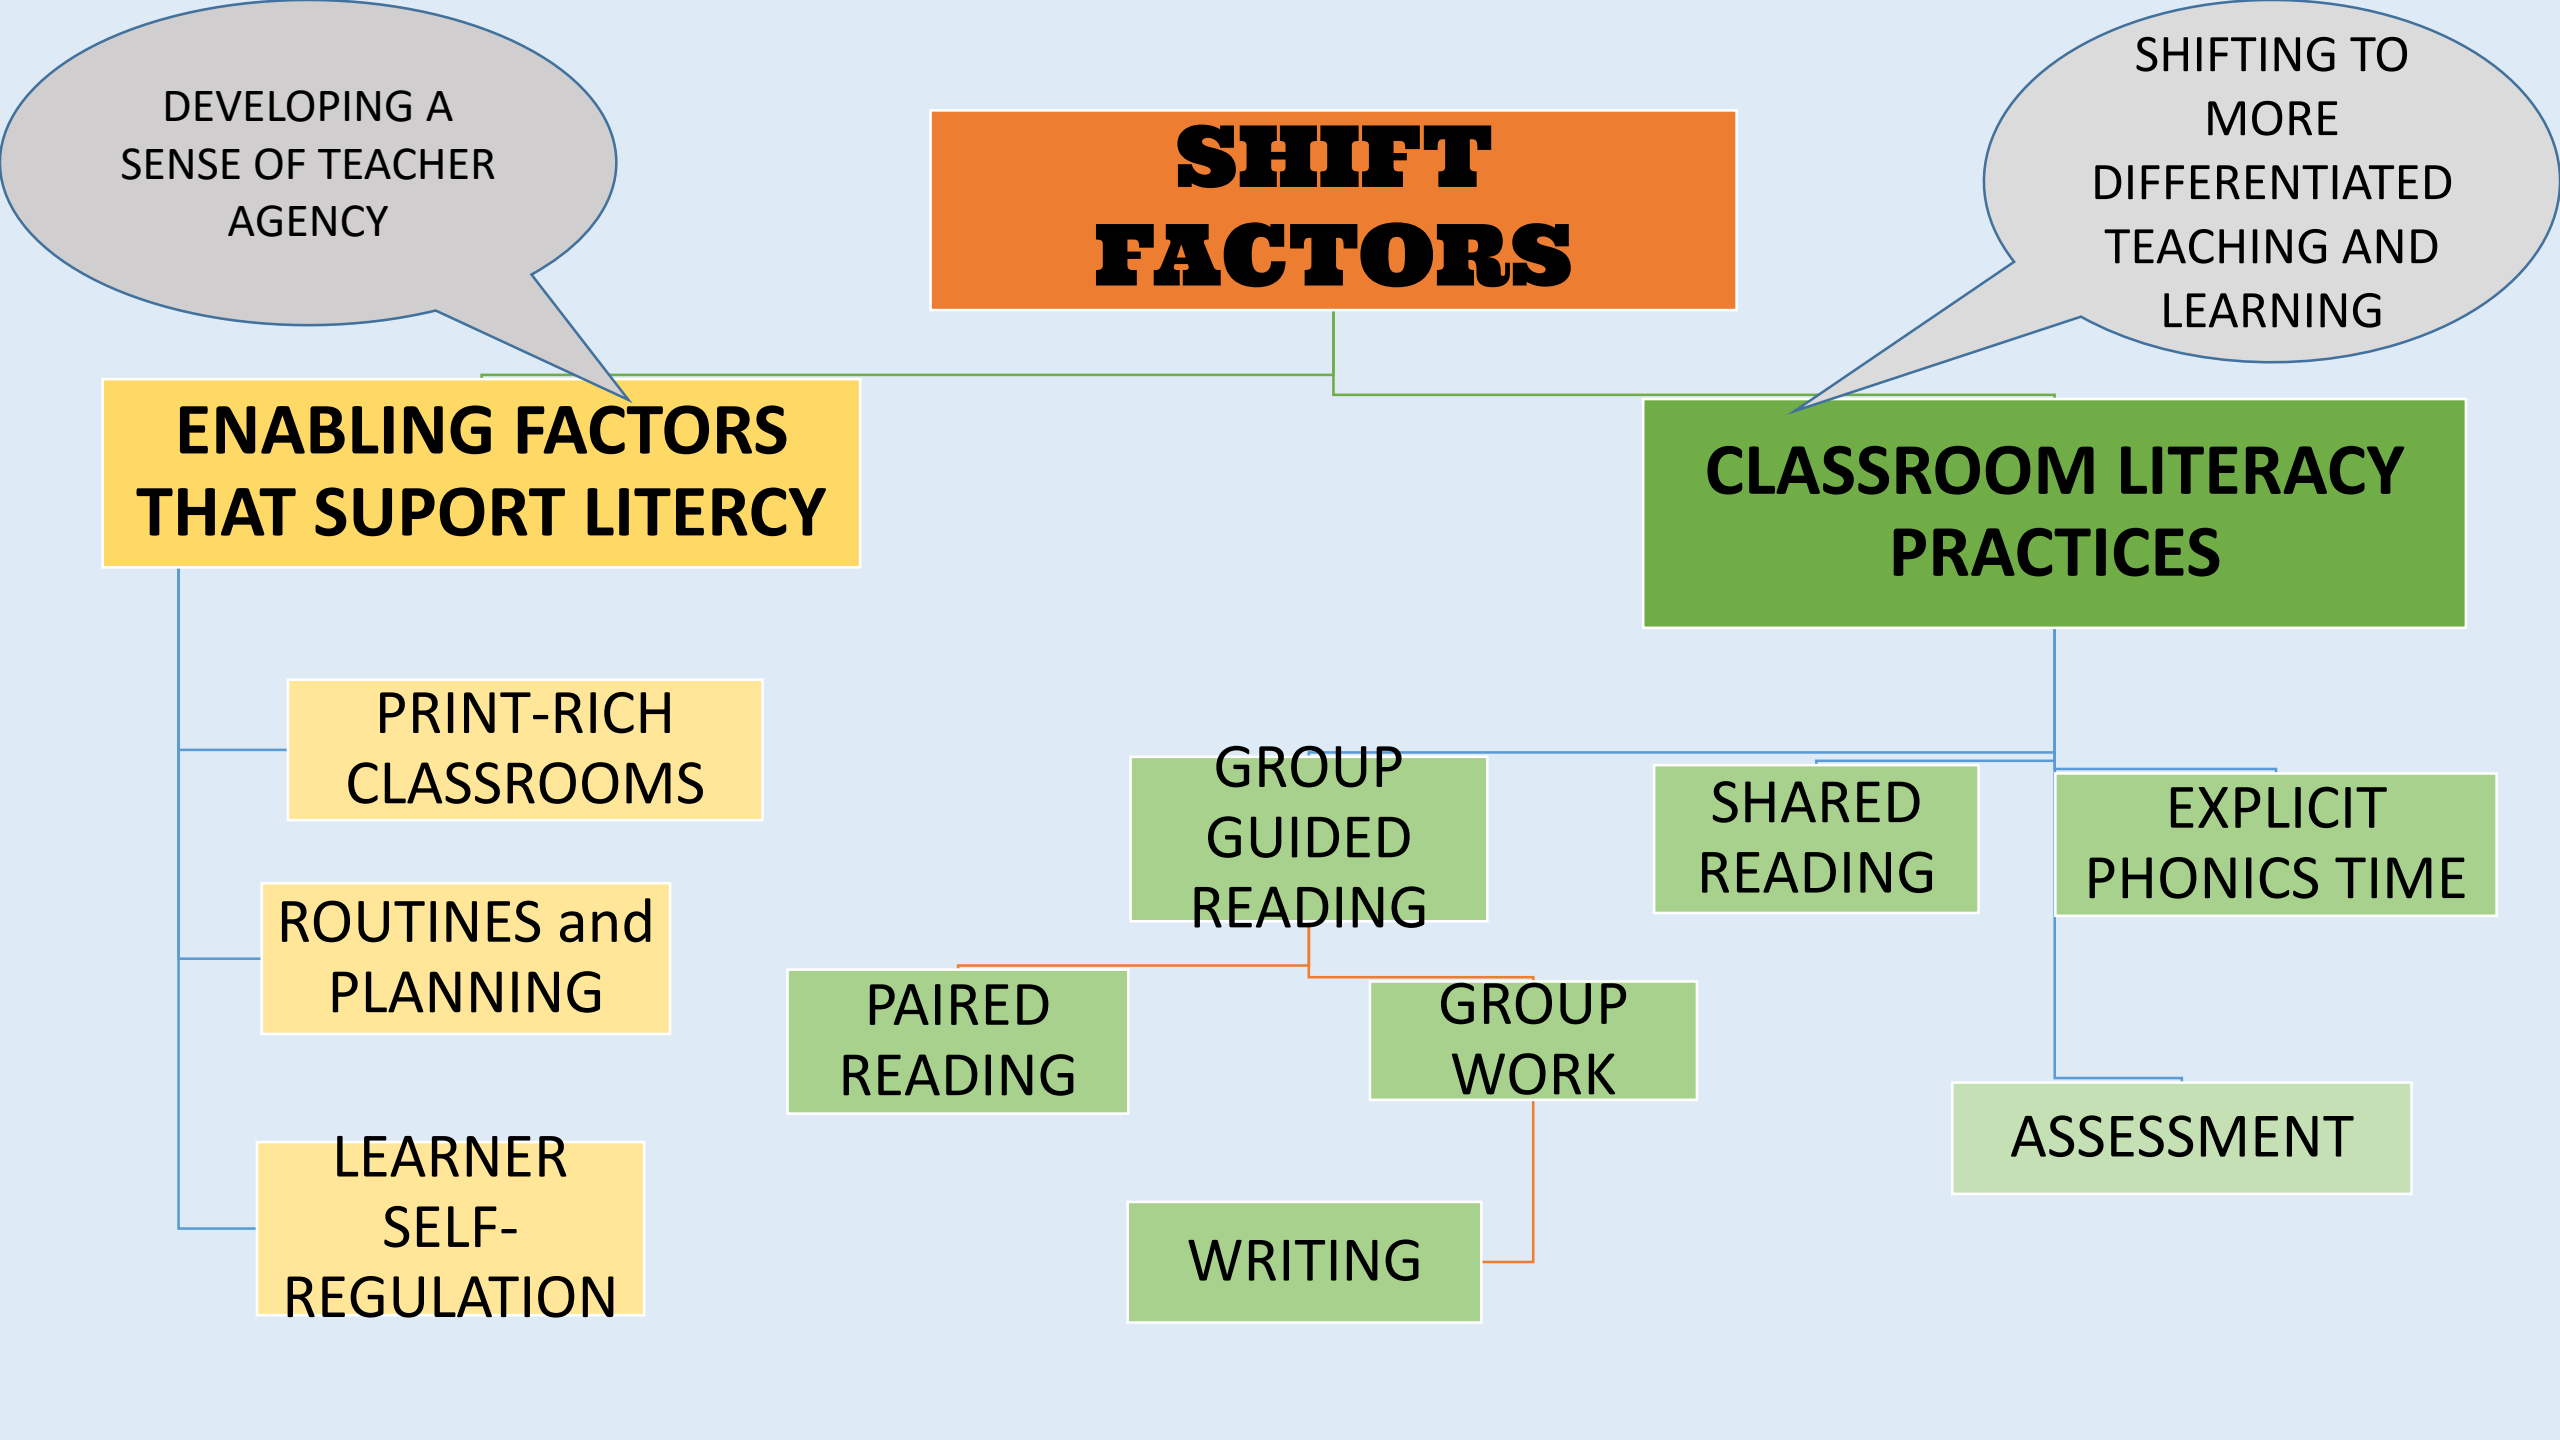 DEVELOPING A
SENSE OF TEACHER
AGENCY
SHIFT
FACTORS
SHIFTING TO
MORE
DIFFERENTIATED
TEACHING AND
LEARNING
ENABLING FACTORS
THAT SUPORT LITERCY
CLASSROOM LITERACY
PRACTICES
PRINT-RICH
CLASSROOMS
ROUTINES and
PLANNING
LEARNER
SELF-
REGULATION
GROUP
GUIDED
READING
SHARED
READING
EXPLICIT
PHONICS TIME
PAIRED
READING
GROUP
WORK
WRITING
ASSESSMENT